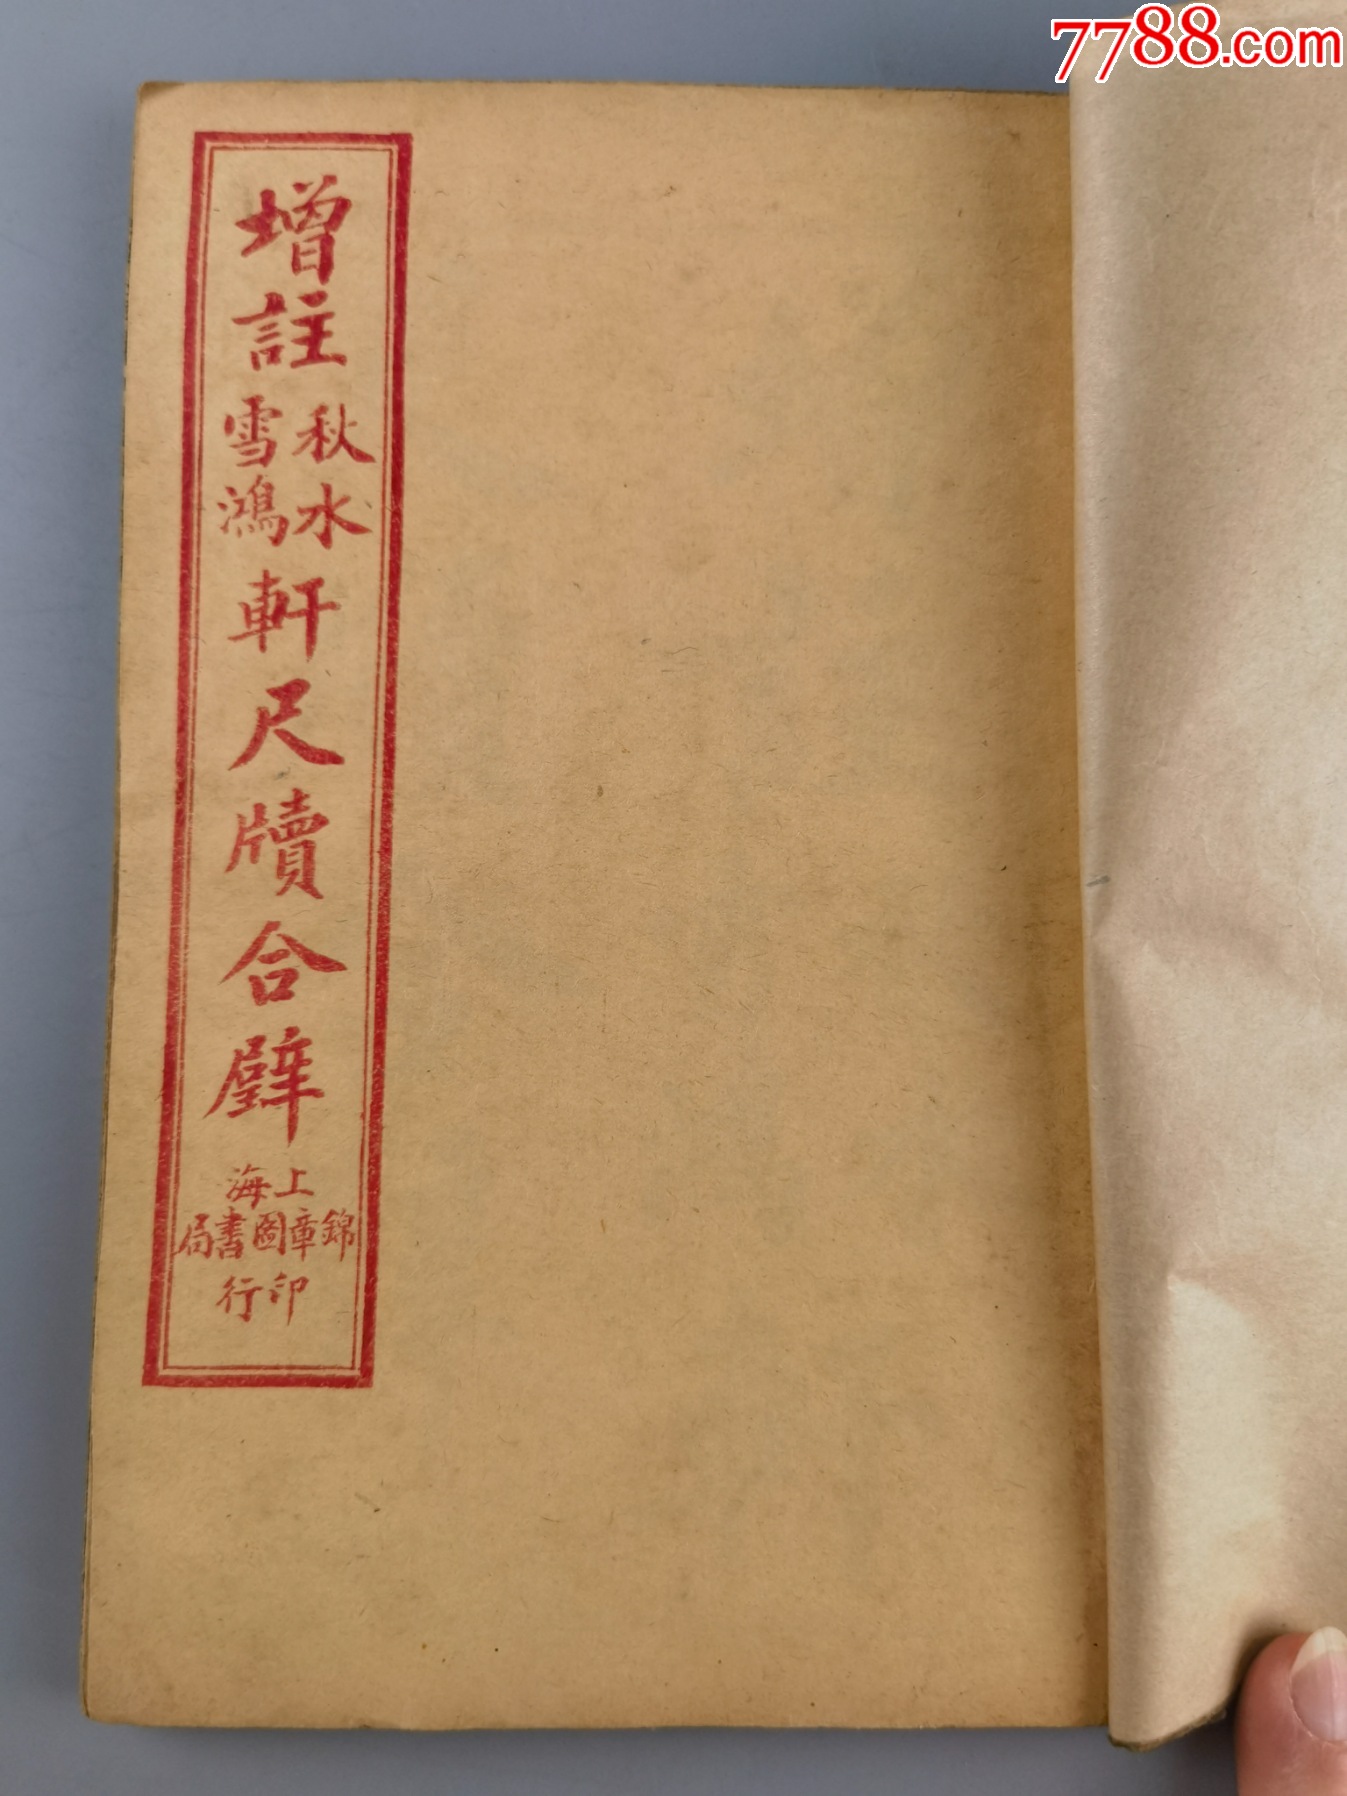 7788.com
增註秋水雪鴻軒尺牘合璧
上海
錦章圖書局
印行